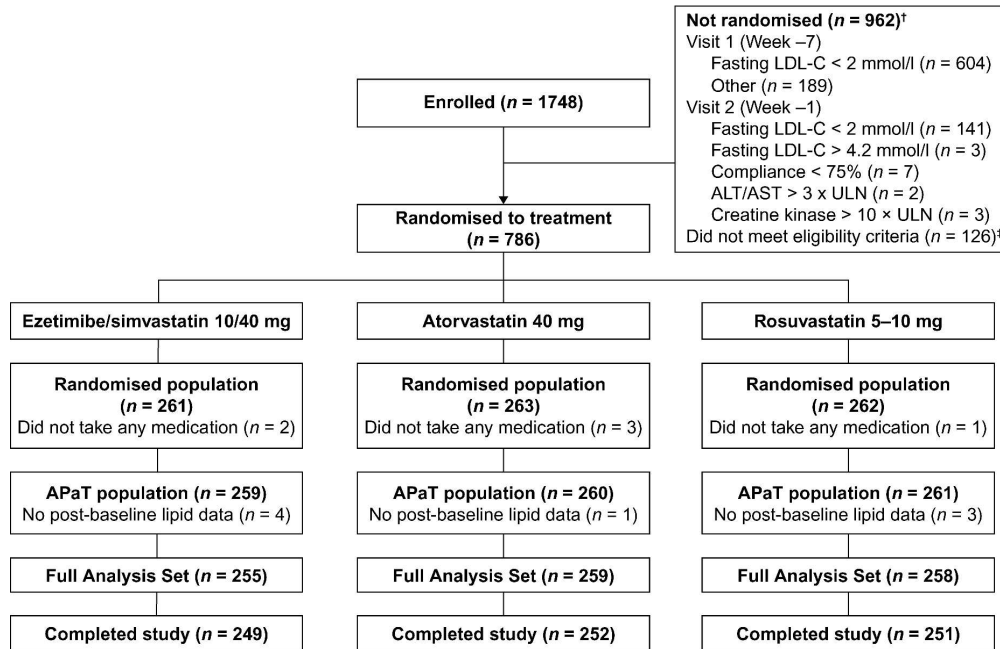 Enrolled (n = 1748)
Not randomised (n = 962)†
Visit 1 (Week –7)
Fasting LDL-C < 2 mmol/l (n = 604)
Other (n = 189)
Visit 2 (Week –1)
Fasting LDL-C < 2 mmol/l (n = 141)
Fasting LDL-C > 4.2 mmol/l (n = 3)
Compliance < 75% (n = 7)
ALT/AST > 3 x ULN (n = 2)
Creatine kinase > 10 × ULN (n = 3)
Did not meet eligibility criteria (n = 126)‡
Randomised to treatment
(n = 786)
Ezetimibe/simvastatin 10/40 mg
Randomised population
(n = 261)
Did not take any medication (n = 2)
APaT population (n = 259)
No post-baseline lipid data (n = 4)
Full Analysis Set (n = 255)
Completed study (n = 249)
Atorvastatin 40 mg
Randomised population
(n = 263)
Did not take any medication (n = 3)
APaT population (n = 260)
No post-baseline lipid data (n = 1)
Full Analysis Set (n = 259)
Completed study (n = 252)
Rosuvastatin 5–10 mg
Randomised population
(n = 262)
Did not take any medication (n = 1)
APaT population (n = 261)
No post-baseline lipid data (n = 3)
Full Analysis Set (n = 258)
Completed study (n = 251)